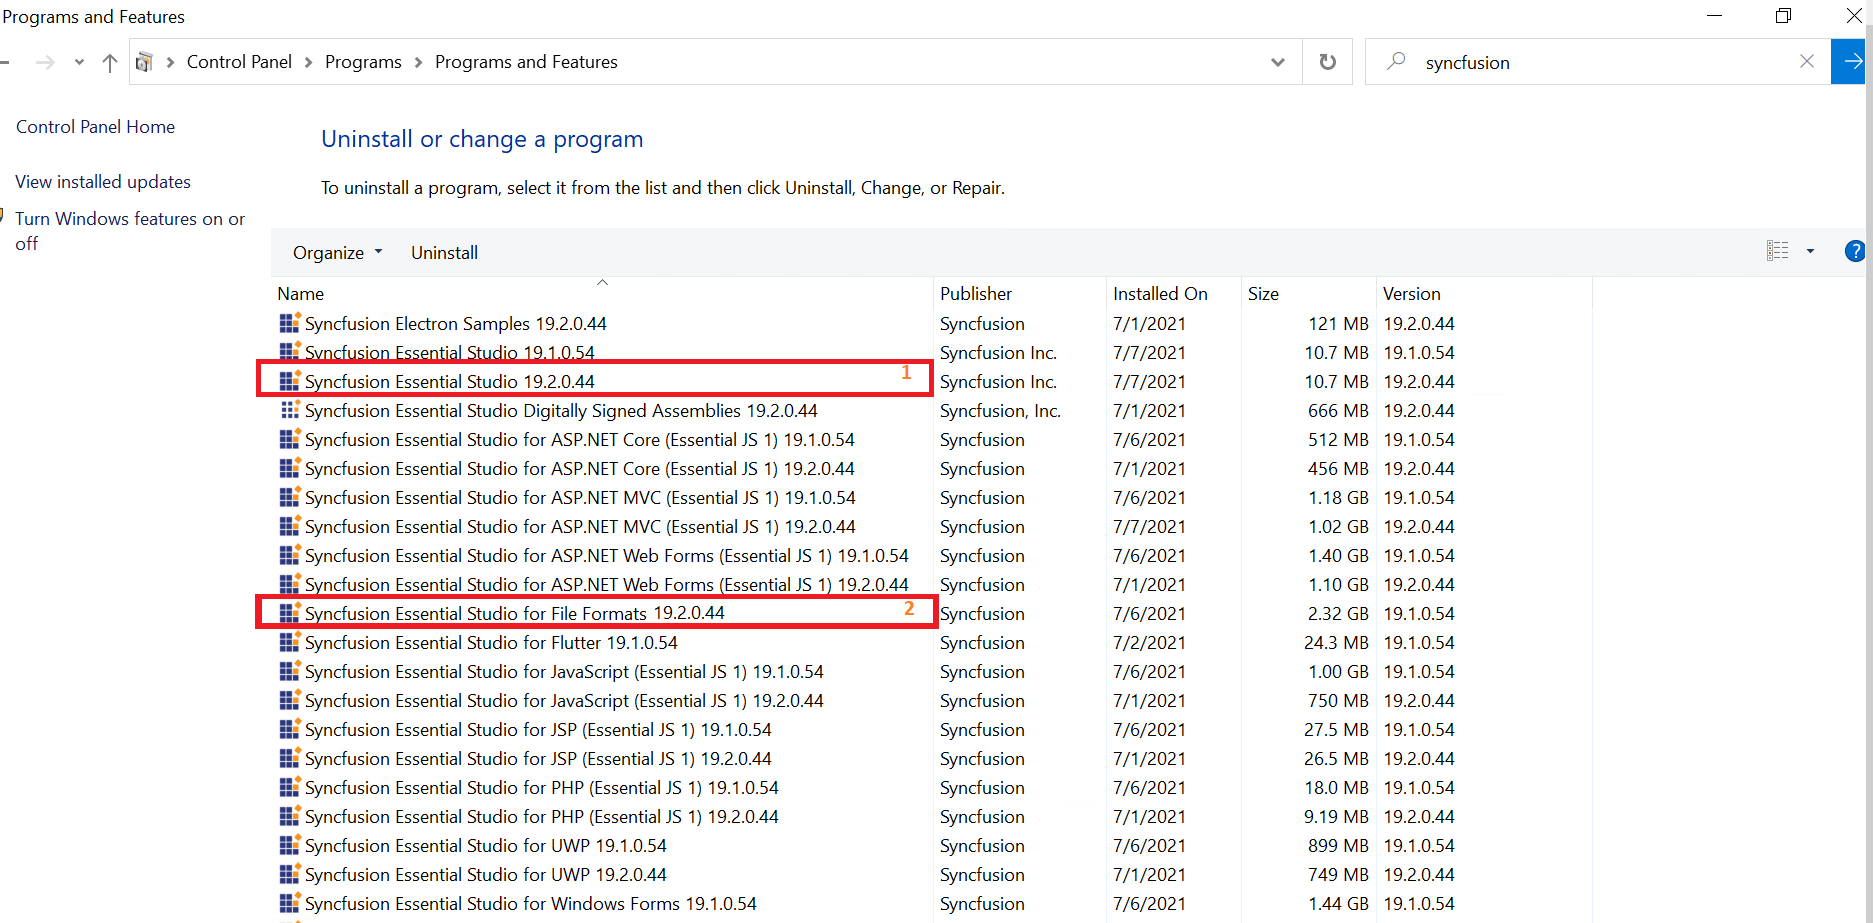 Programs and Features
Control Panel > Programs > Programs and Features
syncfusion
Control Panel Home
View installed updates
Turn Windows features on or
off
Uninstall or change a program
To uninstall a program, select it from the list and then click Uninstall, Change, or Repair.
Organize Uninstall ?
Name Publisher Installed On Size Version
Syncfusion Electron Samples 19.2.0.44 Syncfusion 7/1/2021 121 MB 19.2.0.44
Syncfusion Essential Studio 19.1.0.54 Syncfusion Inc. 7/7/2021 10.7 MB 19.1.0.54
Syncfusion Essential Studio 19.2.0.44 1 Syncfusion Inc. 7/7/2021 10.7 MB 19.2.0.44
Syncfusion Essential Studio Digitally Signed Assemblies 19.2.0.44 Syncfusion, Inc. 7/1/2021 666 MB 19.2.0.44
Syncfusion Essential Studio for ASP.NET Core (Essential JS 1) 19.1.0.54 Syncfusion 7/6/2021 512 MB 19.1.0.54
Syncfusion Essential Studio for ASP.NET Core (Essential JS 1) 19.2.0.44 Syncfusion 7/1/2021 456 MB 19.2.0.44
Syncfusion Essential Studio for ASP.NET MVC (Essential JS 1) 19.1.0.54 Syncfusion 7/6/2021 1.18 GB 19.1.0.54
Syncfusion Essential Studio for ASP.NET MVC (Essential JS 1) 19.2.0.44 Syncfusion 7/7/2021 1.02 GB 19.2.0.44
Syncfusion Essential Studio for ASP.NET Web Forms (Essential JS 1) 19.1.0.54 Syncfusion 7/6/2021 1.40 GB 19.1.0.54
Syncfusion Essential Studio for ASP.NET Web Forms (Essential JS 1) 19.2.0.44 Syncfusion 7/1/2021 1.10 GB 19.2.0.44
Syncfusion Essential Studio for File Formats 19.2.0.44 2 Syncfusion 7/6/2021 2.32 GB 19.1.0.54
Syncfusion Essential Studio for Flutter 19.1.0.54 Syncfusion 7/2/2021 24.3 MB 19.1.0.54
Syncfusion Essential Studio for JavaScript (Essential JS 1) 19.1.0.54 Syncfusion 7/6/2021 1.00 GB 19.1.0.54
Syncfusion Essential Studio for JavaScript (Essential JS 1) 19.2.0.44 Syncfusion 7/1/2021 750 MB 19.2.0.44
Syncfusion Essential Studio for JSP (Essential JS 1) 19.1.0.54 Syncfusion 7/6/2021 27.5 MB 19.1.0.54
Syncfusion Essential Studio for JSP (Essential JS 1) 19.2.0.44 Syncfusion 7/1/2021 26.5 MB 19.2.0.44
Syncfusion Essential Studio for PHP (Essential JS 1) 19.1.0.54 Syncfusion 7/6/2021 18.0 MB 19.1.0.54
Syncfusion Essential Studio for PHP (Essential JS 1) 19.2.0.44 Syncfusion 7/1/2021 9.19 MB 19.2.0.44
Syncfusion Essential Studio for UWP 19.1.0.54 Syncfusion 7/6/2021 899 MB 19.1.0.54
Syncfusion Essential Studio for UWP 19.2.0.44 Syncfusion 7/1/2021 749 MB 19.2.0.44
Syncfusion Essential Studio for Windows Forms 19.1.0.54 Syncfusion 7/6/2021 1.44 GB 19.1.0.54